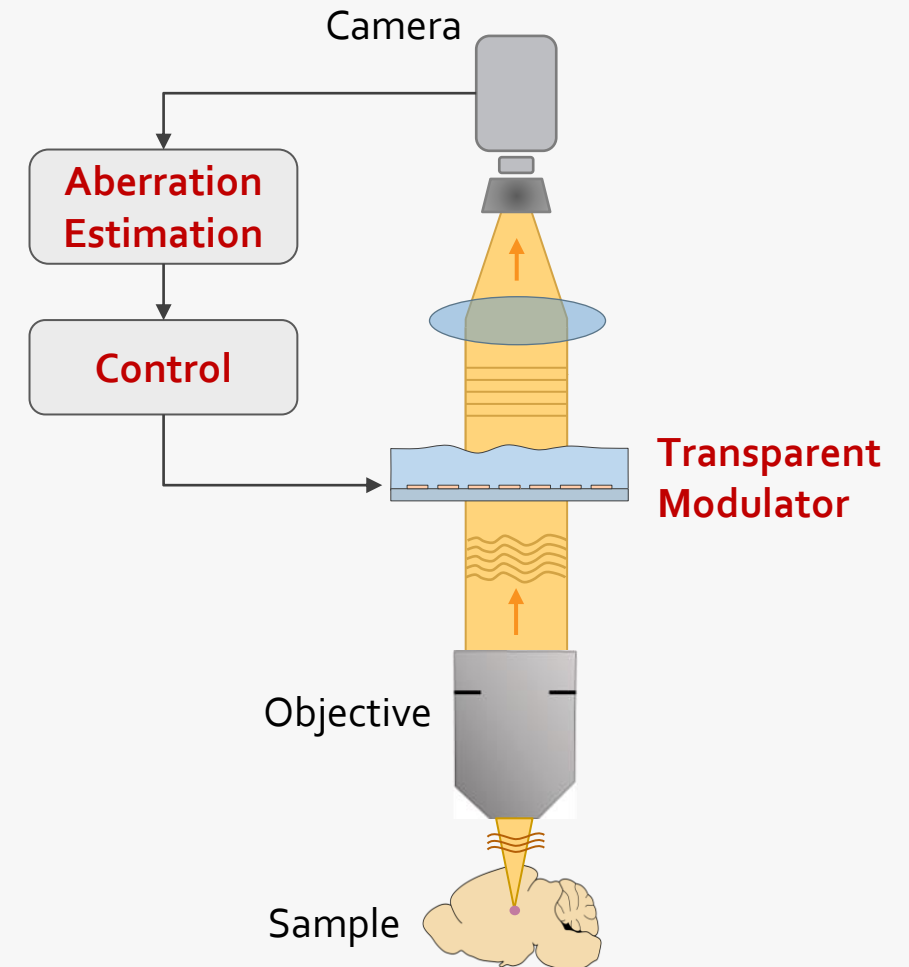 Camera
Aberration
Estimation
Control
Transparent
Modulator
Objective
Sample